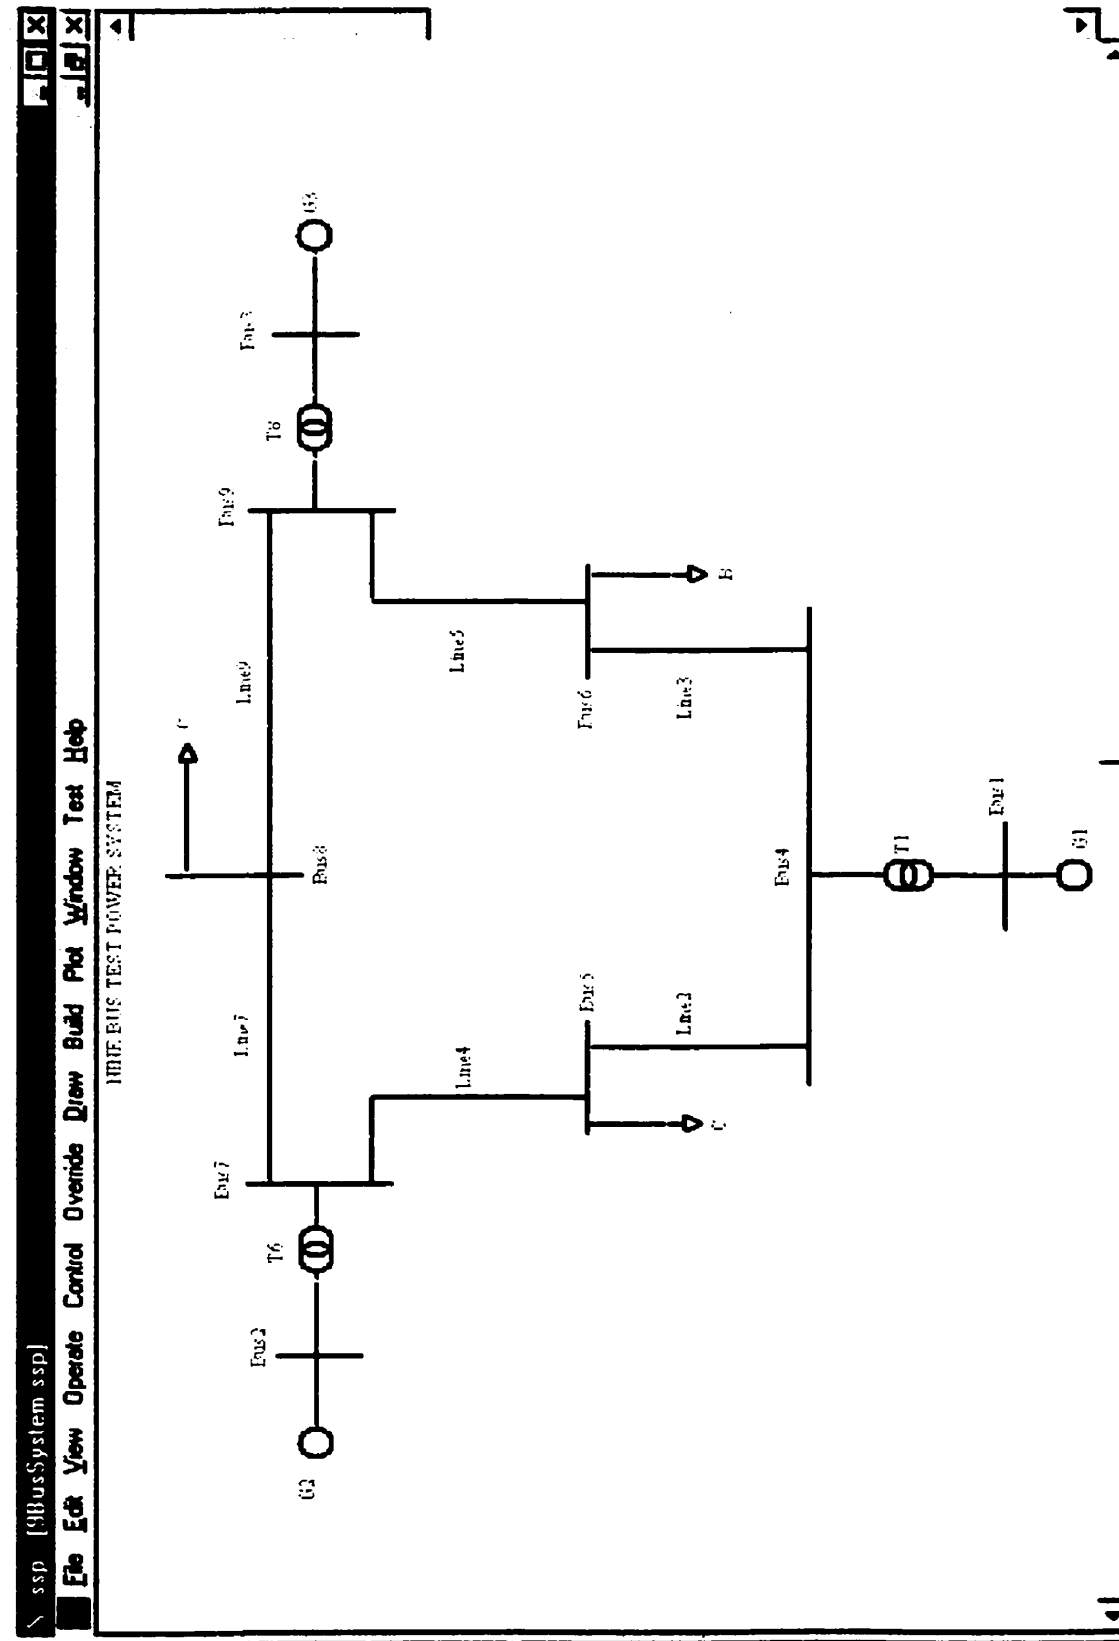 ssp [9BusSystem ssp]
File Edit View Operate Control Override Draw Build Plot Window Test Help
NINE BUS TEST POWER SYSTEM
Bus7
Line7
Line9
Bus9
Bus2
T6
Bus8
T8
Bus3
G2
G3
Line4
Line5
Bus5
Bus6
B
Line2
Line3
Bus4
T1
Bus1
G1